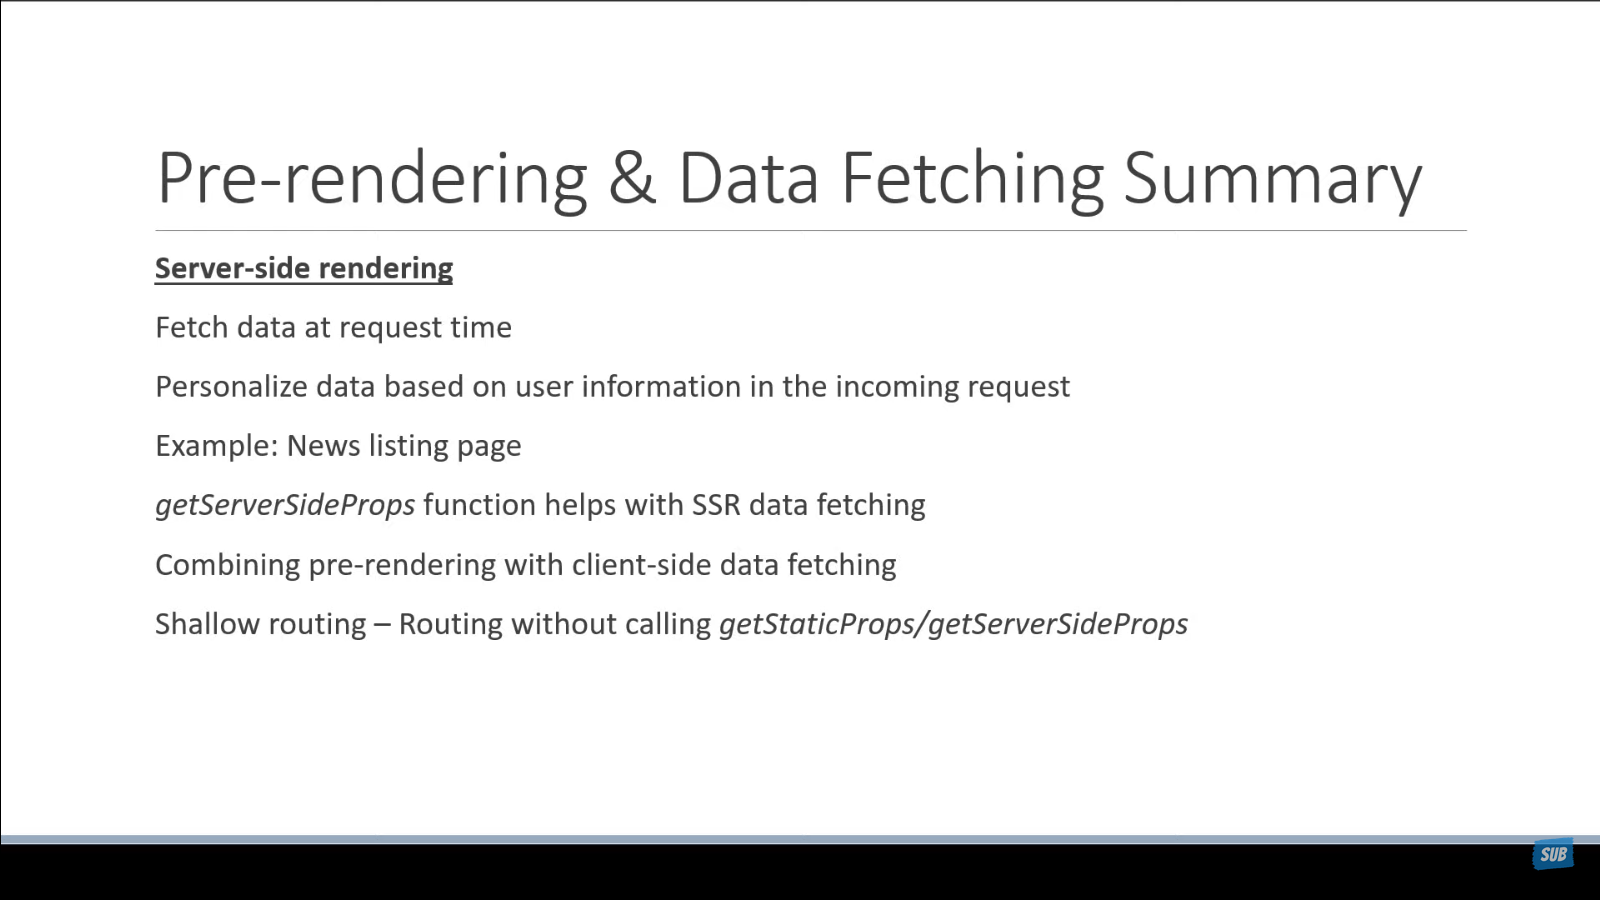 Pre-rendering & Data Fetching Summary
Server-side rendering
Fetch data at request time
Personalize data based on user information in the incoming request
Example: News listing page
getServerSideProps function helps with SSR data fetching
Combining pre-rendering with client-side data fetching
Shallow routing – Routing without calling getStaticProps/getServerSideProps
SUB